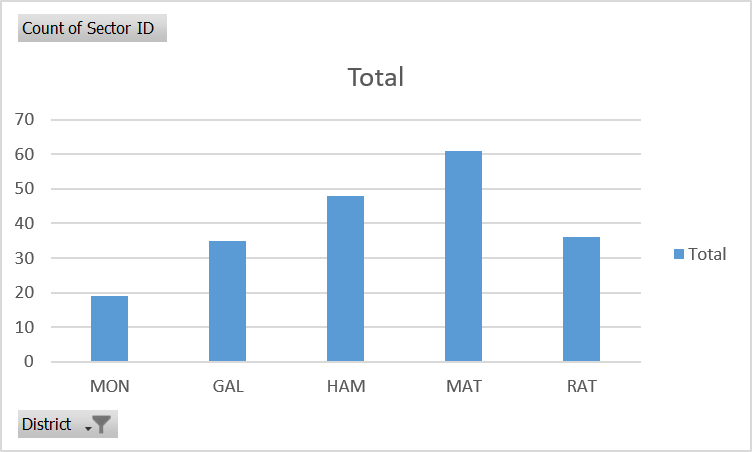 Count of Sector ID
Total
70
60
50
40
30
20
10
0
MON GAL HAM MAT RAT
Total
District